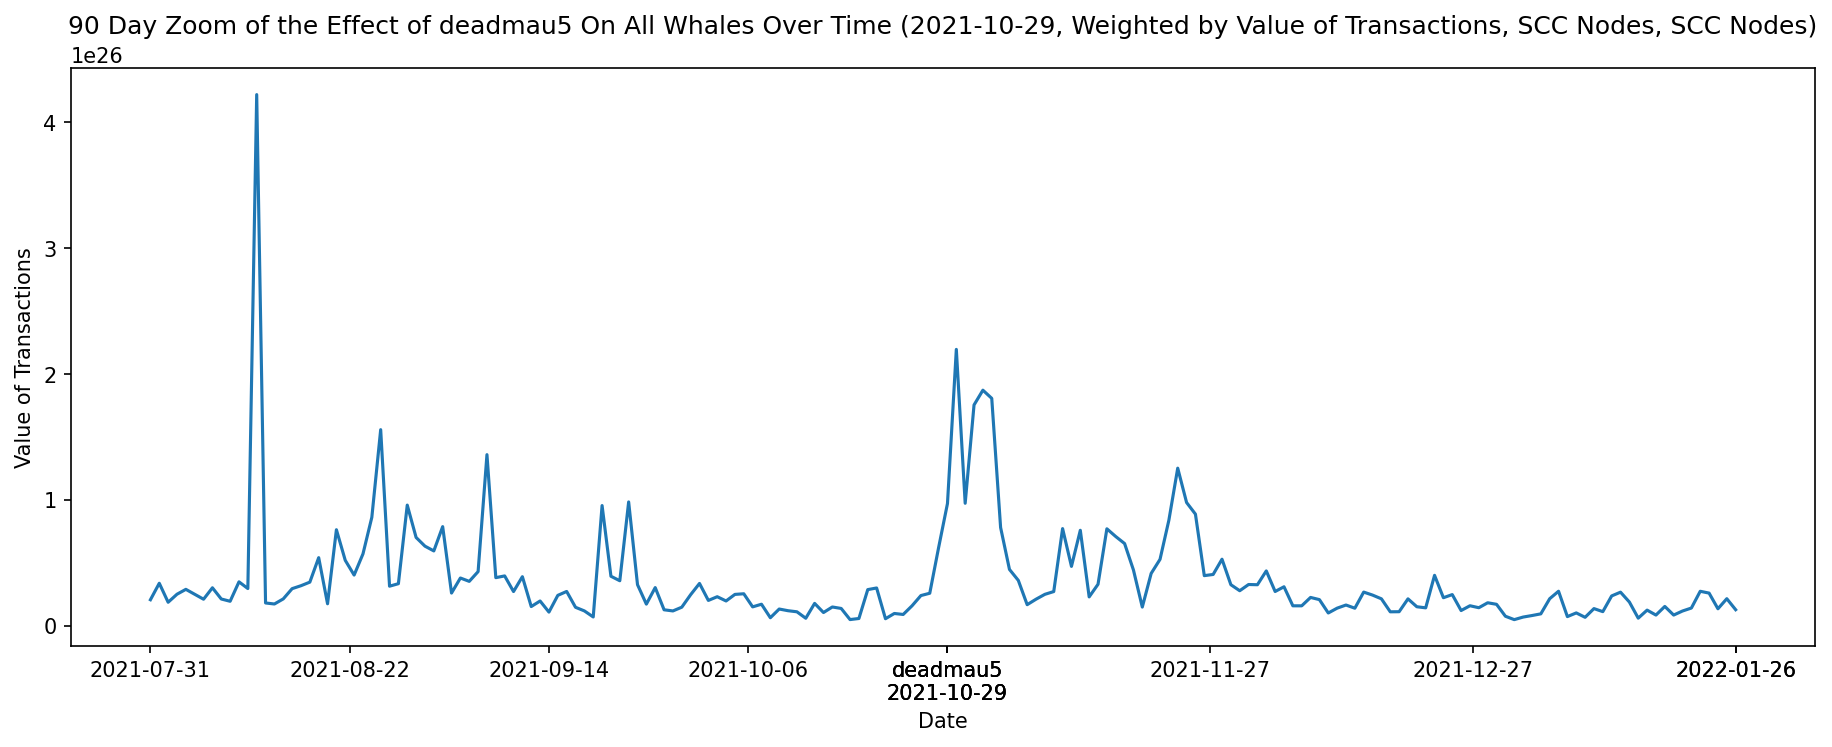 90 Day Zoom of the Effect of deadmau5 On All Whales Over Time (2021-10-29, Weighted by Value of Transactions, SCC Nodes, SCC Nodes)
1e26
4
3
2
1
0
Value of Transactions
2021-07-31 2021-08-22 2021-09-14 2021-10-06 deadmau5 2021-11-27 2021-12-27 2022-01-26
2021-10-29
Date